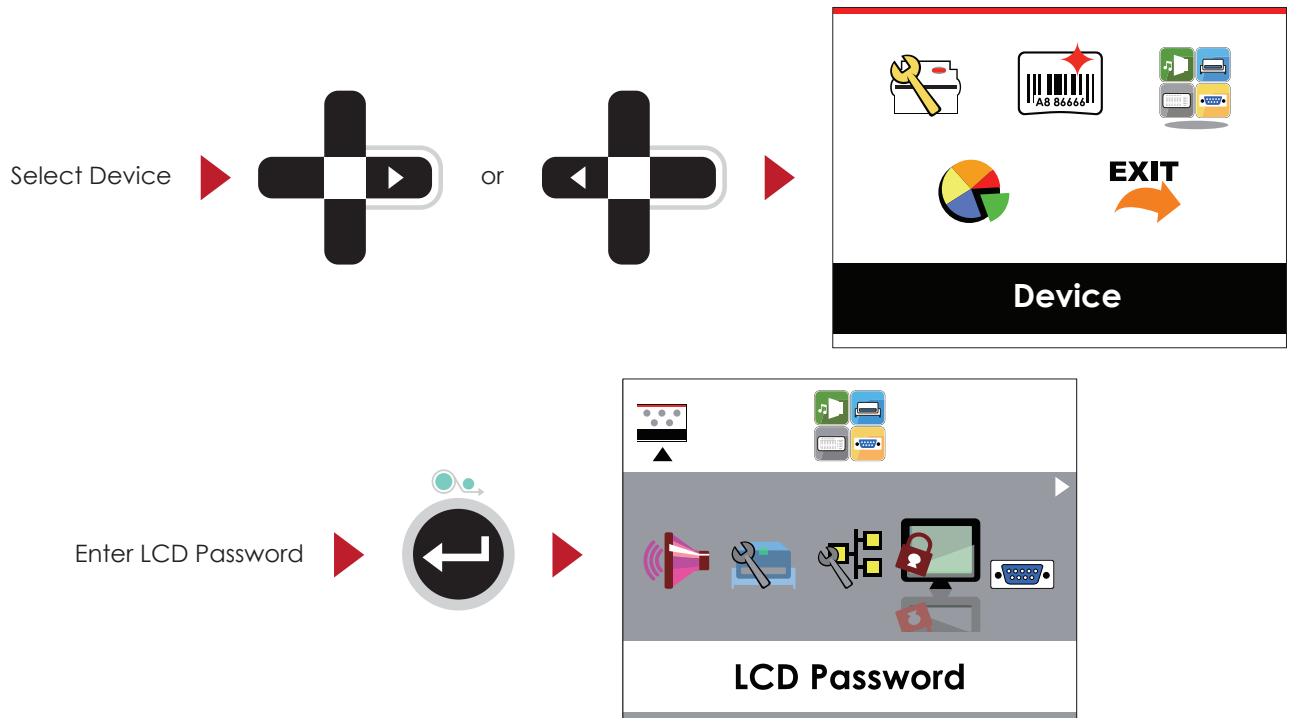 A8 86666
EXIT
Select Device
or
Device
Enter LCD Password
LCD Password